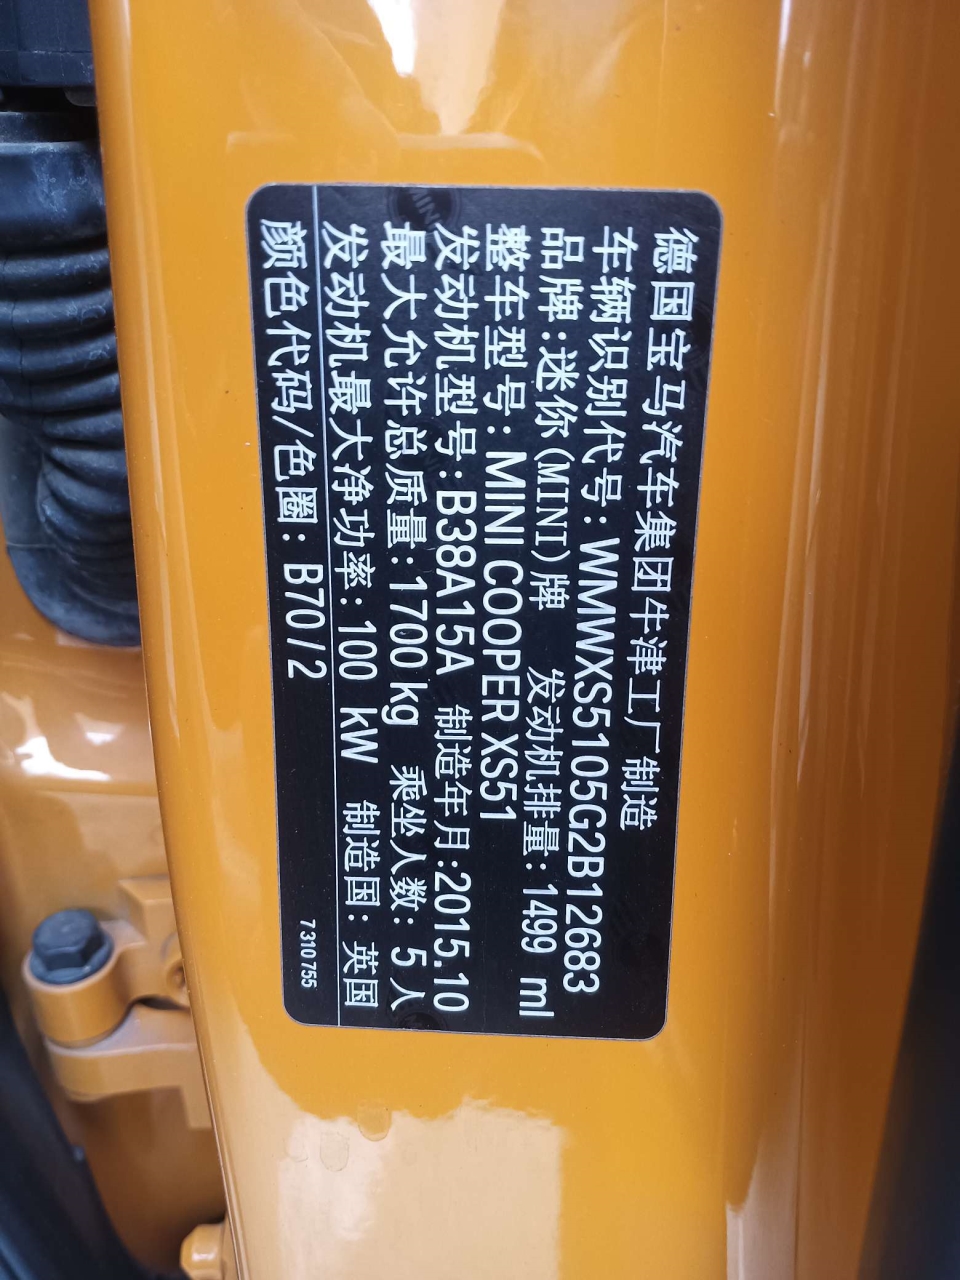 德国宝马汽车集团牛津工厂制造
车辆识别代号:WMWXS5105G2B12683
品牌:迷你(MINI)牌 发动机排量:1499 ml
整车型号:MINI COOPER XS51
发动机型号:B38A15A 制造年月:2015.10
最大允许总质量:1700 kg 乘坐人数:5人
发动机最大净功率:100 kW 制造国:英国
颜色代码/色圈:B70/2
7 310 755
MINI